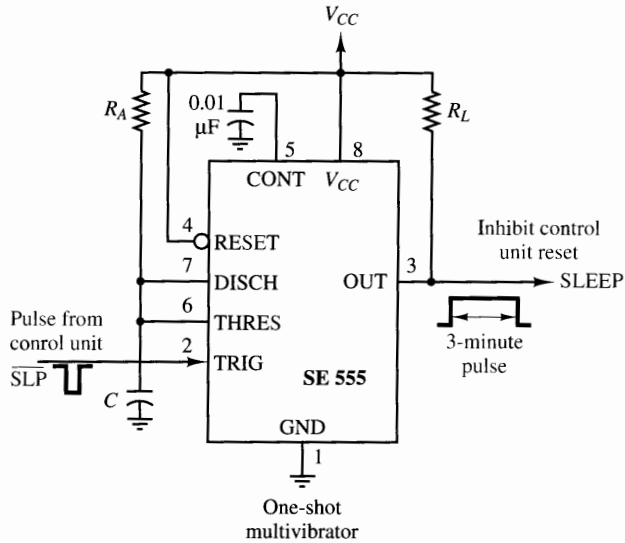 V_CC
R_A
0.01
μF
R_L
5
8
CONT
V_CC
4
RESET
Inhibit control
unit reset
7
DISCH
OUT
3
SLEEP
6
THRES
Pulse from
conrol unit
2
TRIG
3-minute
pulse
SLP
C
SE 555
GND
1
One-shot
multivibrator